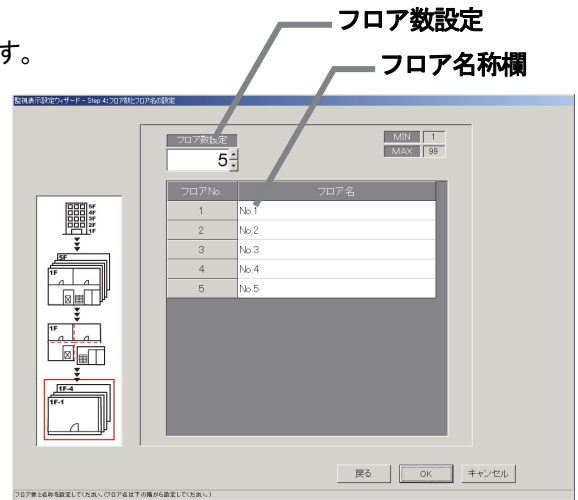 フロア数設定
す。
フロア名称欄
監視表示設定ウィザード - Step 4:フロア数とフロア名の設定
フロア数設定
MIN 1
5
MAX 99
フロアNo. フロア名
1 No.1
2 No.2
3 No.3
4 No.4
5 No.5
5F
4F
3F
2F
1F
5F
1F
1F
1F-4
1F-1
戻る OK キャンセル
フロア数と名称を設定してください。(フロア名は下の階から設定してください。)